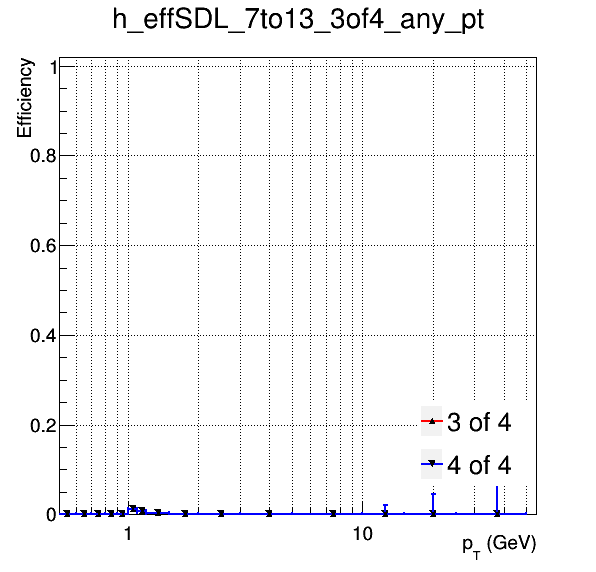 h_effSDL_7to13_3of4_any_pt
Efficiency
1
0.8
0.6
0.4
0.2
0
3 of 4
4 of 4
1
10
p_T (GeV)